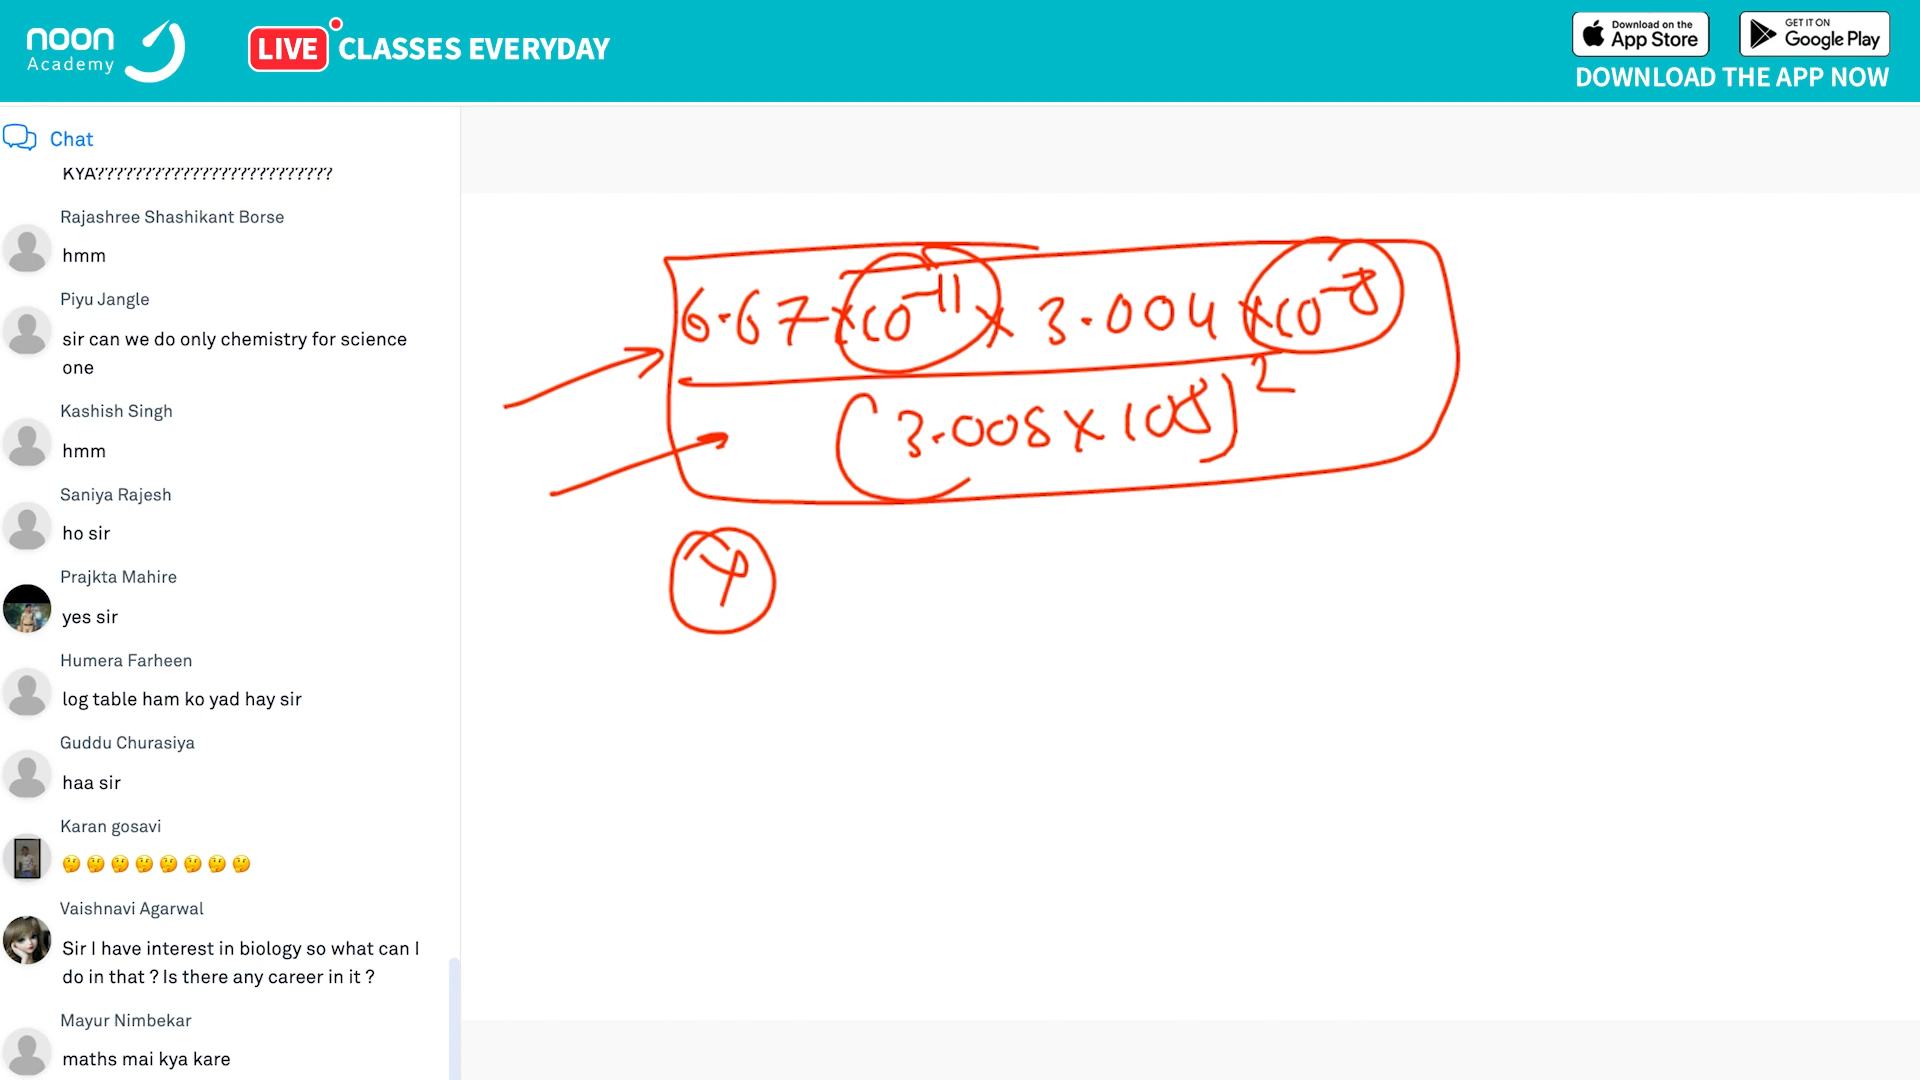 noon
Academy
LIVE CLASSES EVERYDAY
Download on the
App Store
GET IT ON
Google Play
DOWNLOAD THE APP NOW
Chat
KYA?????????????????????????
Rajashree Shashikant Borse
hmm
Piyu Jangle
sir can we do only chemistry for science
one
Kashish Singh
hmm
Saniya Rajesh
ho sir
Prajkta Mahire
yes sir
Humera Farheen
log table ham ko yad hay sir
Guddu Churasiya
haa sir
Karan gosavi
🤔🤔🤔🤔🤔🤔🤔🤔
Vaishnavi Agarwal
Sir I have interest in biology so what can I
do in that ? Is there any career in it ?
Mayur Nimbekar
maths mai kya kare
6.67 × 10⁻¹¹ × 3.004 × 10⁻⁸
(3.008 × 10⁸)²